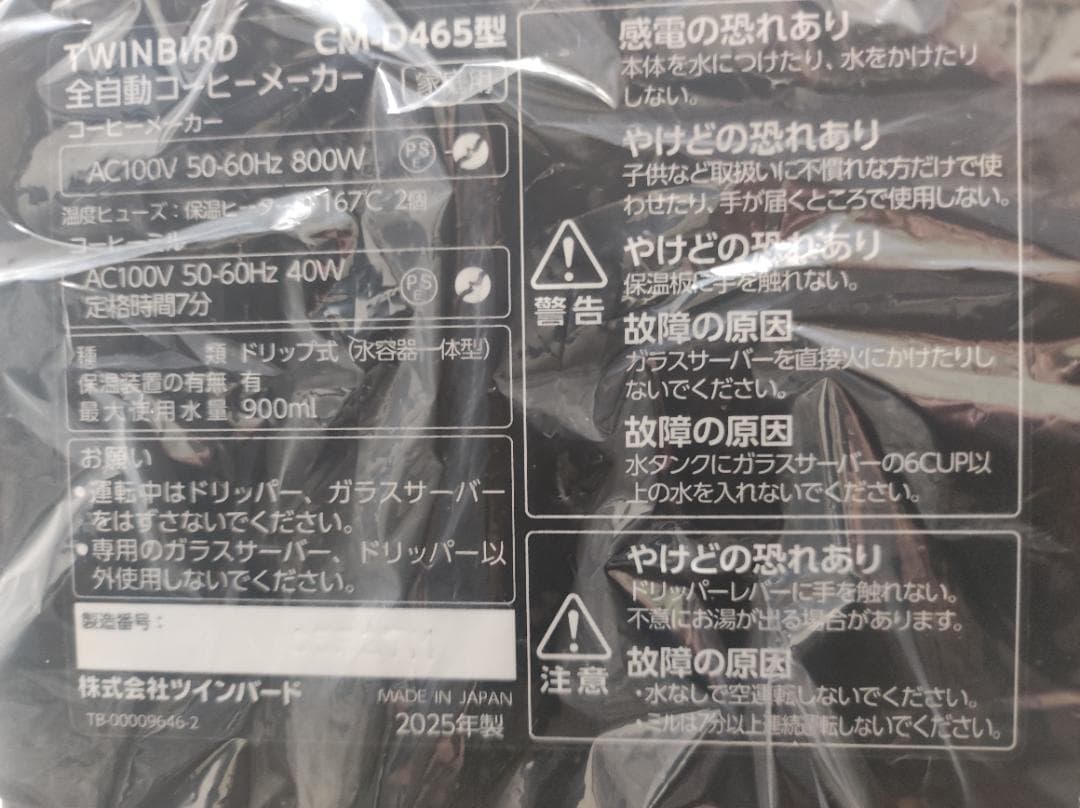 TWINBIRD CM-D465型
全自動コーヒーメーカー 家庭用
コーヒーメーカー
AC100V 50-60Hz 800W PSE
温度ヒューズ:保温ヒーター 167℃ 2個
コーヒーミル
AC100V 50-60Hz 40W PSE
定格時間7分
種類 ドリップ式(水容器一体型)
保温装置の有無 有
最大使用水量 900ml
お願い
•運転中はドリッパー、ガラスサーバー
をはずさないでください。
•専用のガラスサーバー、ドリッパー以
外使用しないでください。
製造番号:
株式会社ツインバード MADE IN JAPAN
TB-00009646-2 2025年製
感電の恐れあり
本体を水につけたり、水をかけたり
しない。
やけどの恐れあり
子供など取扱いに不慣れな方だけで使
わせたり、手が届くところで使用しない。
警告
やけどの恐れあり
保温板に手を触れない。
故障の原因
ガラスサーバーを直接火にかけたりし
ないでください。
故障の原因
水タンクにガラスサーバーの6CUP以
上の水を入れないでください。
注意
やけどの恐れあり
ドリッパーレバーに手を触れない。
不意にお湯が出る場合があります。
故障の原因
・水なしで空運転しないでください。
・ミルは7分以上連続運転しないでください。